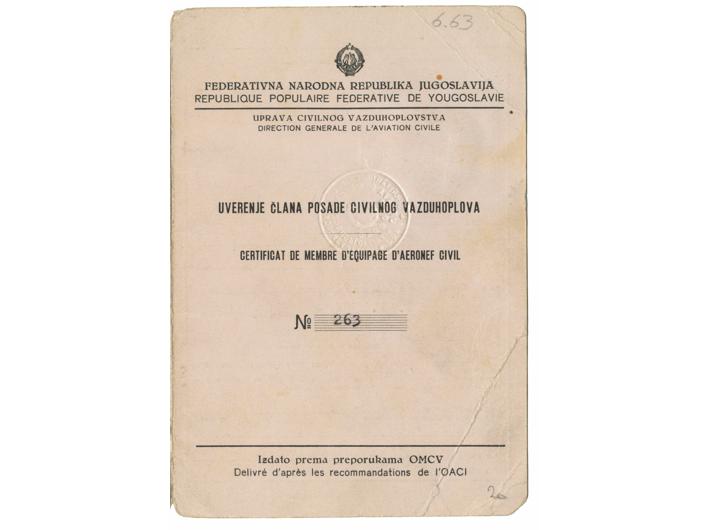 6.63
FEDERATIVNA NARODNA REPUBLIKA JUGOSLAVIJA
REPUBLIQUE POPULAIRE FEDERATIVE DE YOUGOSLAVIE
UPRAVA CIVILNOG VAZDUHOPLOVSTVA
DIRECTION GENERALE DE L'AVIATION CIVILE
UVERENJE ČLANA POSADE CIVILNOG VAZDUHOPLOVA
CERTIFICAT DE MEMBRE D'EQUIPAGE D'AERONEF CIVIL
№ 263
Izdato prema preporukama OMCV
Delivré d'après les recommandations de l'OACI